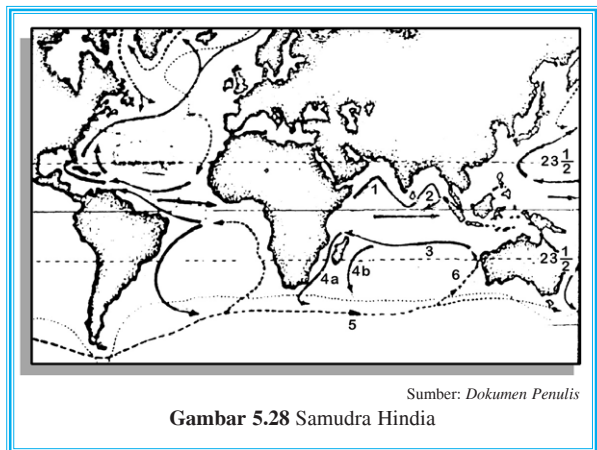 23 1/2
1
2
3
23 1/2
4a
4b
6
5
Sumber: Dokumen Penulis
Gambar 5.28 Samudra Hindia